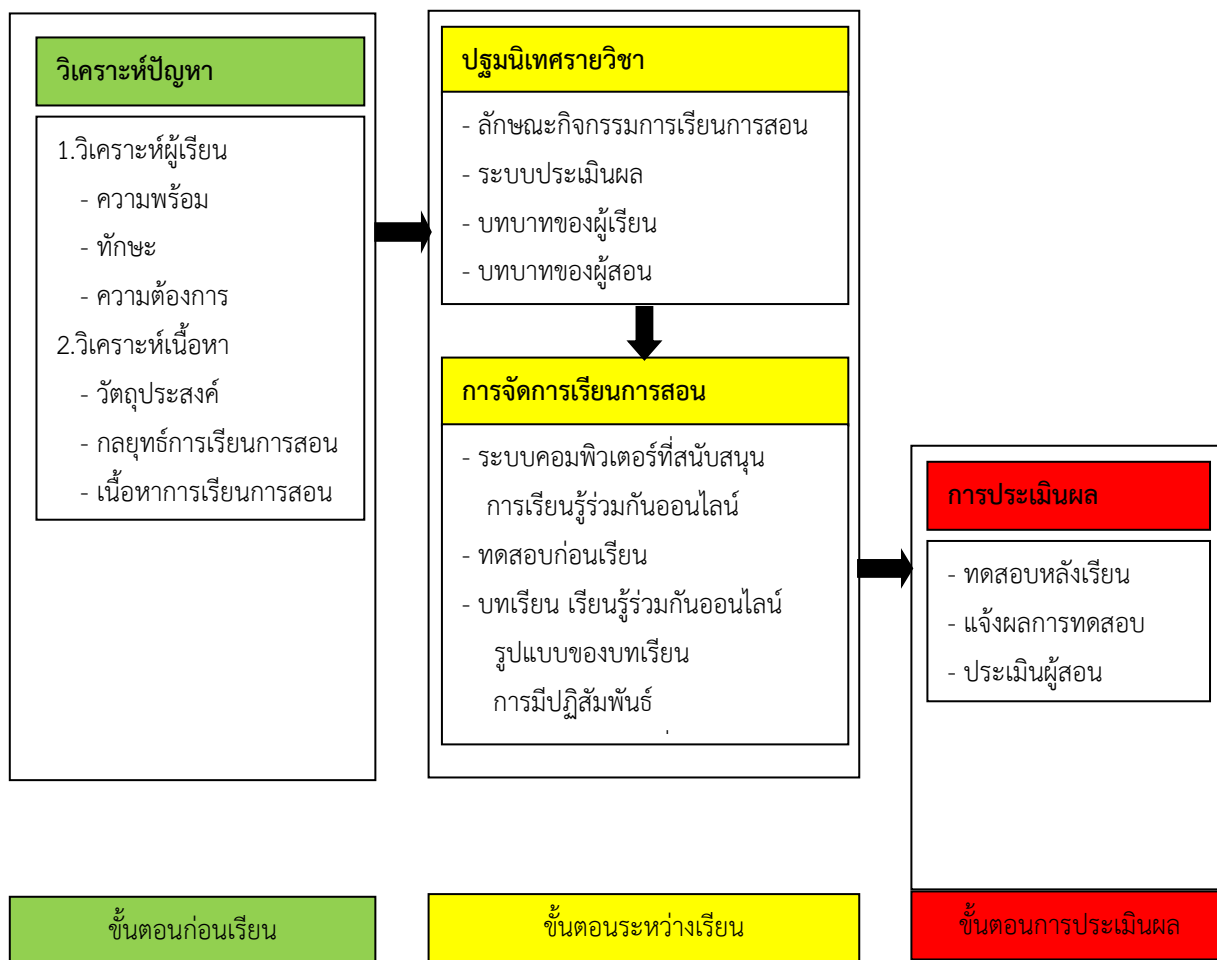 วิเคราะห์ปัญหา
1.วิเคราะห์ผู้เรียน
- ความพร้อม
- ทักษะ
- ความต้องการ
2.วิเคราะห์เนื้อหา
- วัตถุประสงค์
- กลยุทธ์การเรียนการสอน
- เนื้อหาการเรียนการสอน
ปฐมนิเทศรายวิชา
- ลักษณะกิจกรรมการเรียนการสอน
- ระบบประเมินผล
- บทบาทของผู้เรียน
- บทบาทของผู้สอน
การจัดการเรียนการสอน
- ระบบคอมพิวเตอร์ที่สนับสนุน
การเรียนรู้ร่วมกันออนไลน์
- ทดสอบก่อนเรียน
- บทเรียน เรียนรู้ร่วมกันออนไลน์
รูปแบบของบทเรียน
การมีปฏิสัมพันธ์
การประเมินผล
- ทดสอบหลังเรียน
- แจ้งผลการทดสอบ
- ประเมินผู้สอน
ขั้นตอนก่อนเรียน
ขั้นตอนระหว่างเรียน
ขั้นตอนการประเมินผล